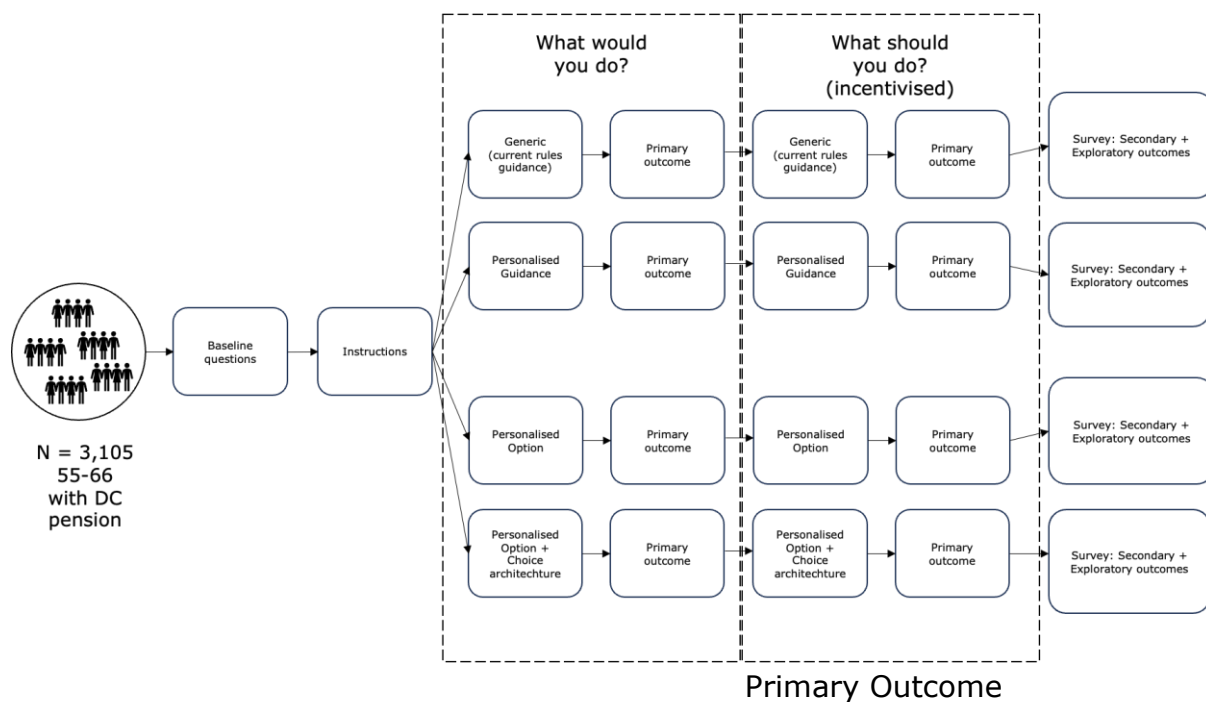 What would
you do?
What should
you do?
(incentivised)
Generic
(current rules
guidance)
Primary
outcome
Generic
(current rules
guidance)
Primary
outcome
Survey: Secondary +
Exploratory outcomes
Personalised
Guidance
Primary
outcome
Personalised
Guidance
Primary
outcome
Survey: Secondary +
Exploratory outcomes
Baseline
questions
Instructions
N = 3,105
55-66
with DC
pension
Personalised
Option
Primary
outcome
Personalised
Option
Primary
outcome
Survey: Secondary +
Exploratory outcomes
Personalised
Option +
Choice
architechture
Primary
outcome
Personalised
Option +
Choice
architechture
Primary
outcome
Survey: Secondary +
Exploratory outcomes
Primary Outcome